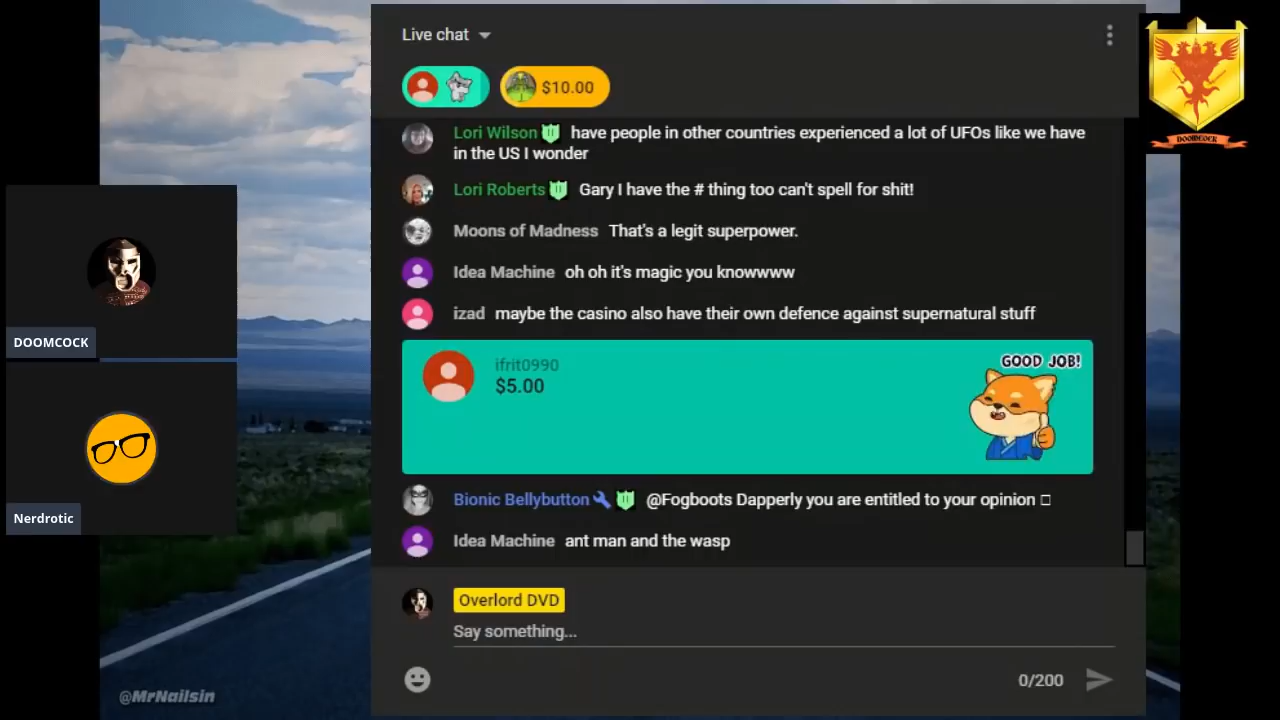 Live chat
$10.00
Lori Wilson have people in other countries experienced a lot of UFOs like we have
in the US I wonder
Lori Roberts Gary I have the # thing too can't spell for shit!
Moons of Madness That's a legit superpower.
Idea Machine oh oh it's magic you knowwww
izad maybe the casino also have their own defence against supernatural stuff
ifrit0990
$5.00
GOOD JOB!
Bionic Bellybutton @Fogboots Dapperly you are entitled to your opinion □
Idea Machine ant man and the wasp
Overlord DVD
Say something...
0/200
DOOMCOCK
Nerdrotic
@MrNailsin
DOOMCOCK